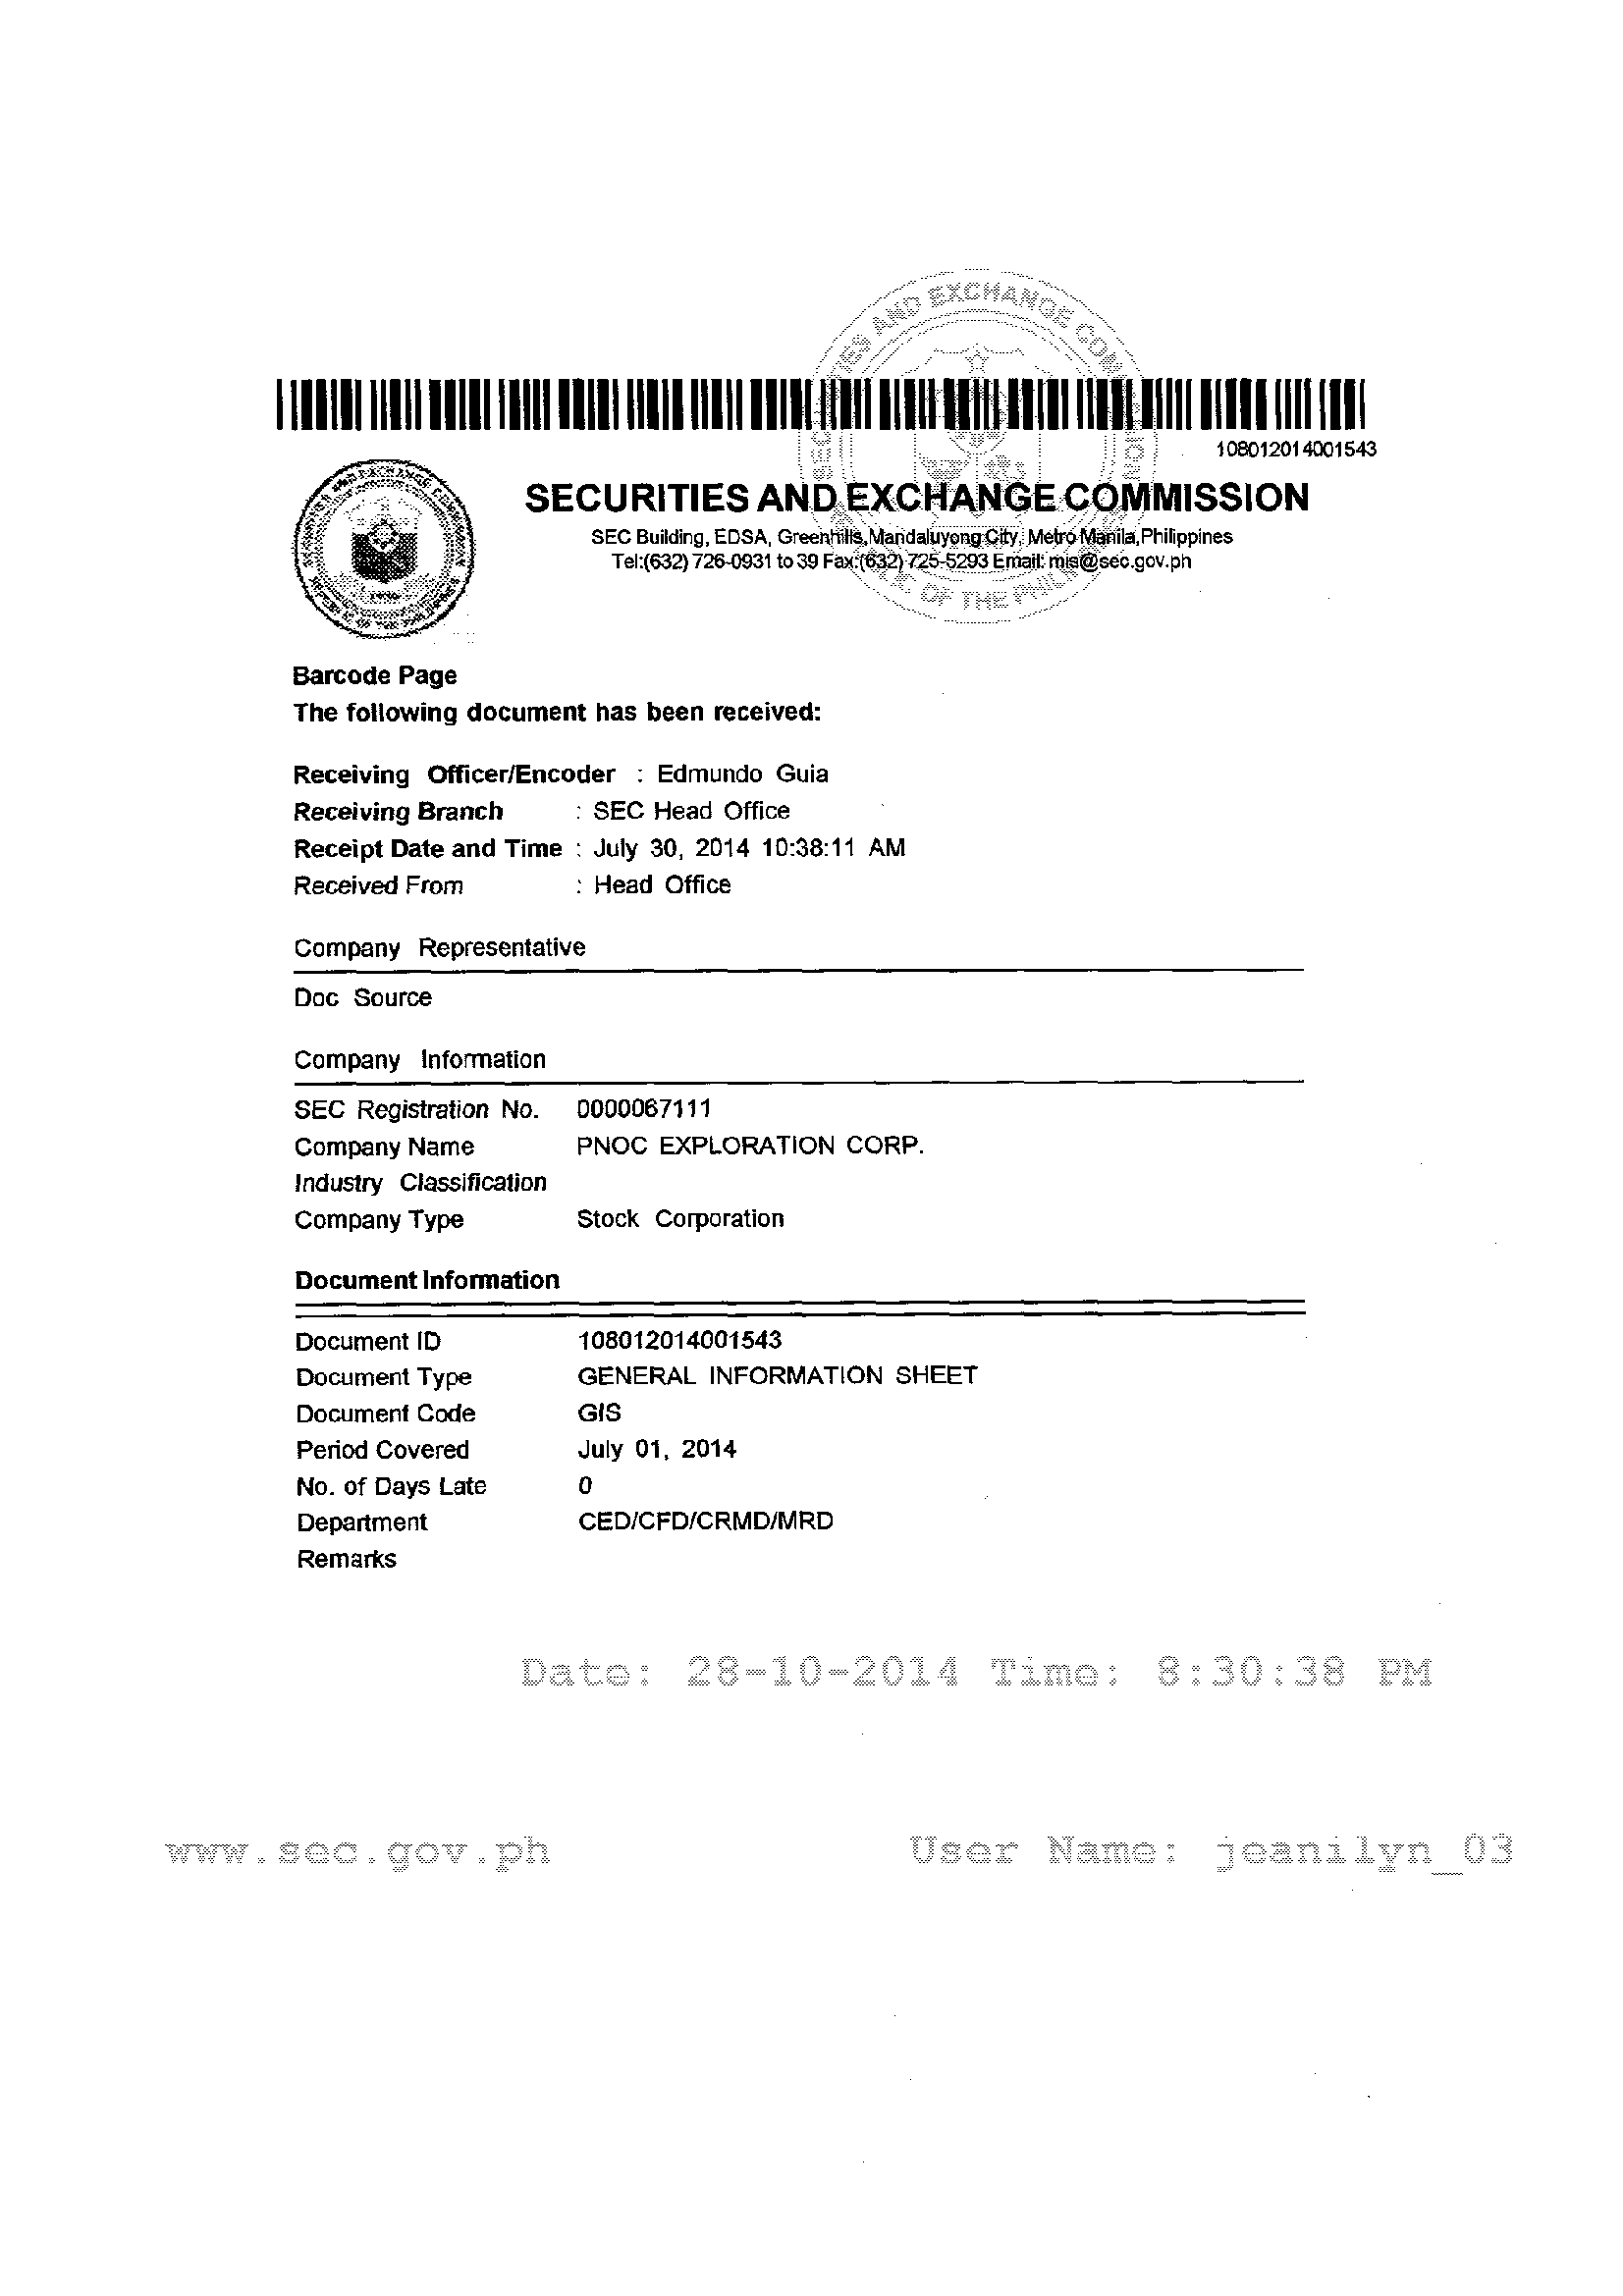 108012014001543
SECURITIES AND EXCHANGE COMMISSION
SEC Building, EDSA, Greenhills,Mandaluyong City, Metro Manila,Philippines
Tel:(632) 726-0931 to 39 Fax:(632) 725-5293 Email: mis@sec.gov.ph
Barcode Page
The following document has been received:
Receiving Officer/Encoder : Edmundo Guia
Receiving Branch : SEC Head Office
Receipt Date and Time : July 30, 2014 10:38:11 AM
Received From : Head Office
Company Representative
Doc Source
Company Information
SEC Registration No. 0000067111
Company Name PNOC EXPLORATION CORP.
Industry Classification
Company Type Stock Corporation
Document Information
Document ID 108012014001543
Document Type GENERAL INFORMATION SHEET
Document Code GIS
Period Covered July 01, 2014
No. of Days Late 0
Department CED/CFD/CRMD/MRD
Remarks
Date: 28-10-2014 Time: 8:30:38 PM
www.sec.gov.ph User Name: jeanilyn_03